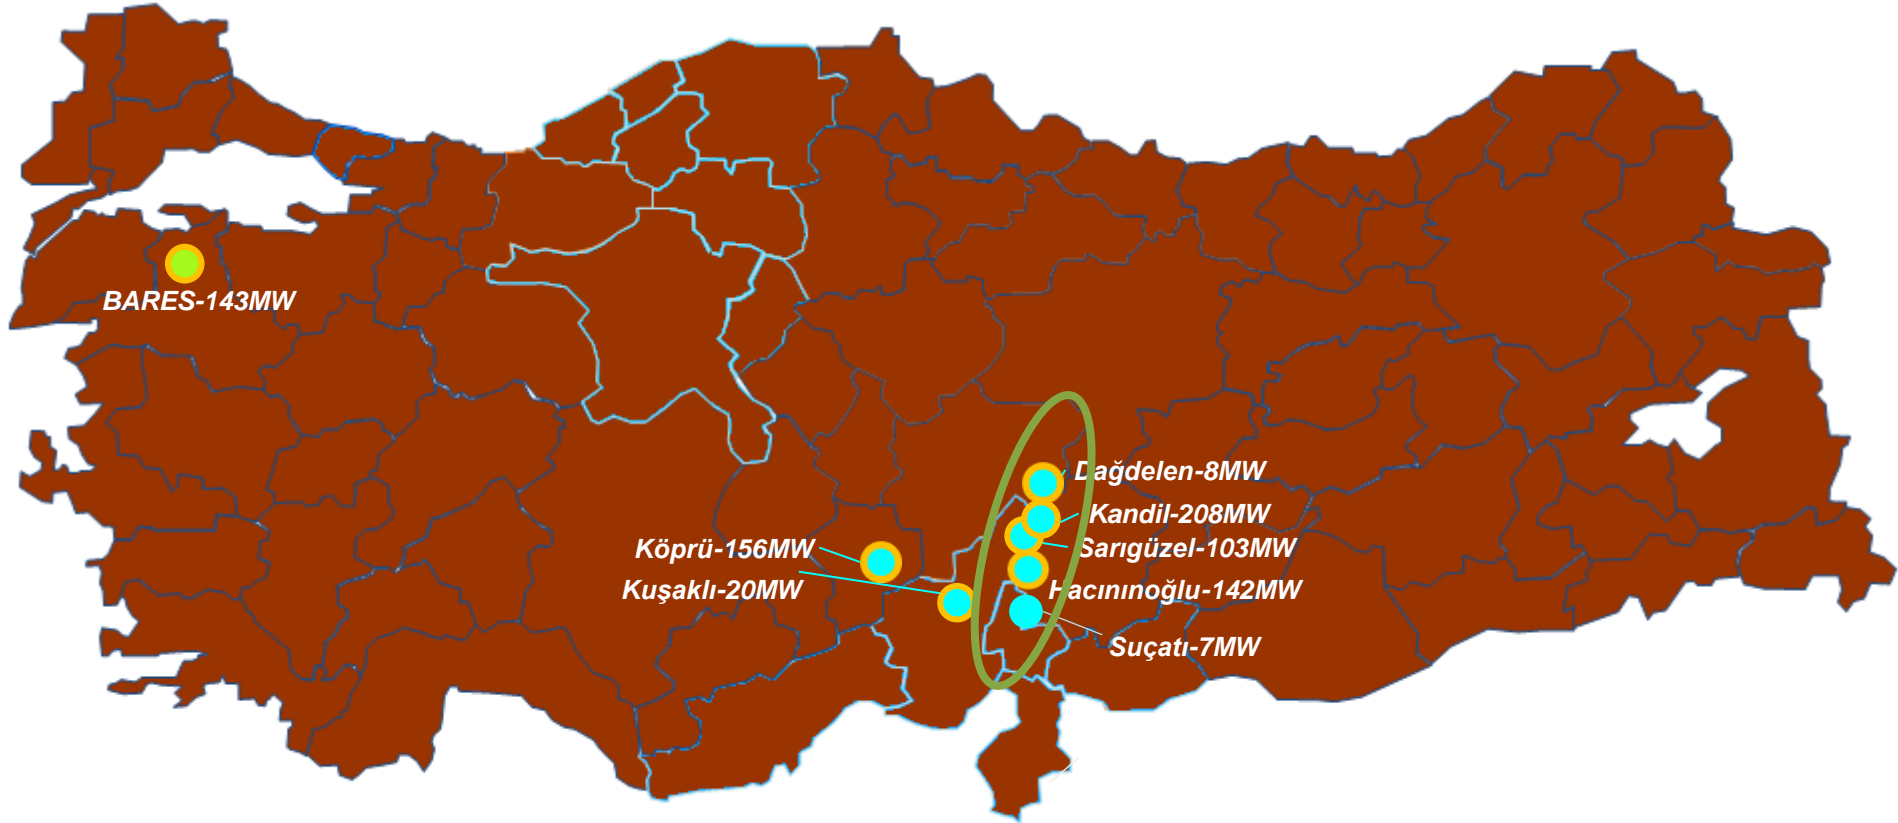 BARES-143MW
Dağdelen-8MW
Kandil-208MW
Köprü-156MW
Sarıgüzel-103MW
Kuşaklı-20MW
Hacınınoğlu-142MW
Suçatı-7MW